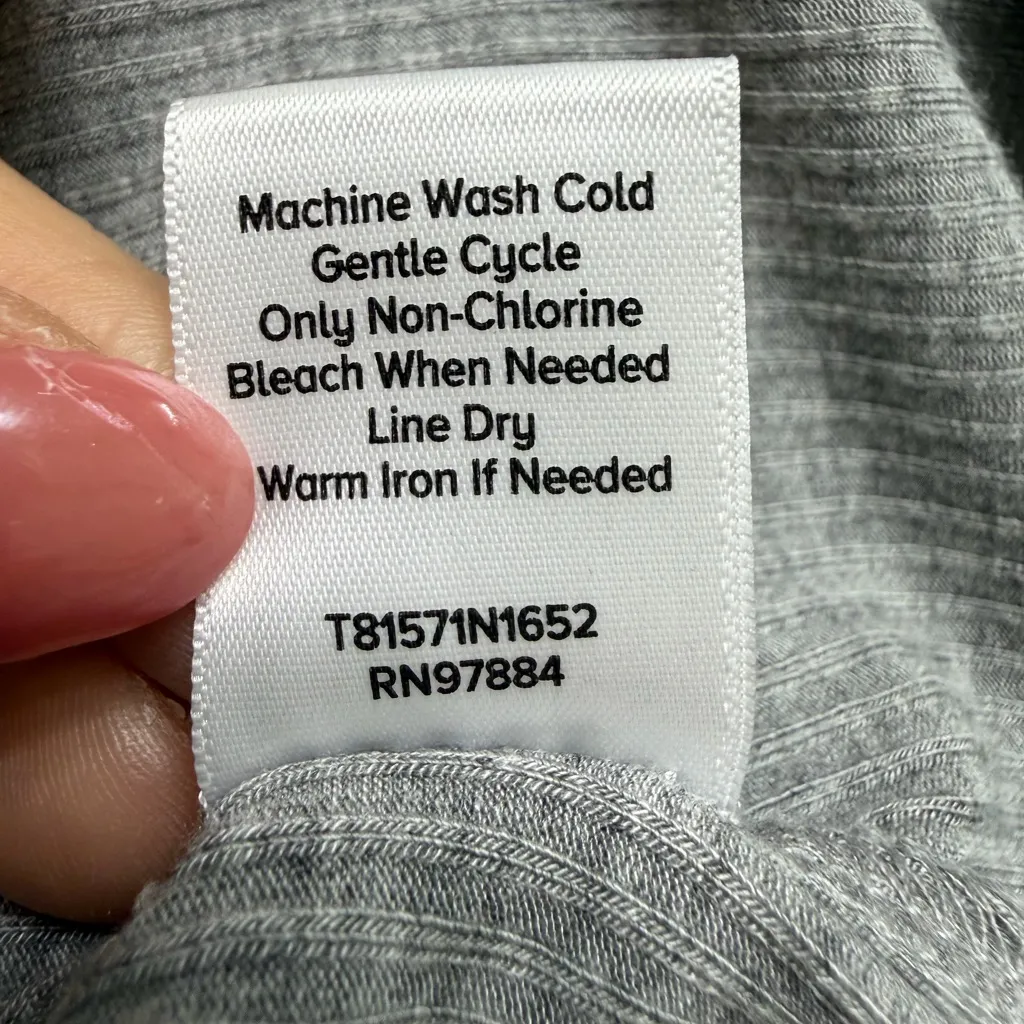 Machine Wash Cold
Gentle Cycle
Only Non-Chlorine
Bleach When Needed
Line Dry
Warm Iron If Needed
T81571N1652
RN97884